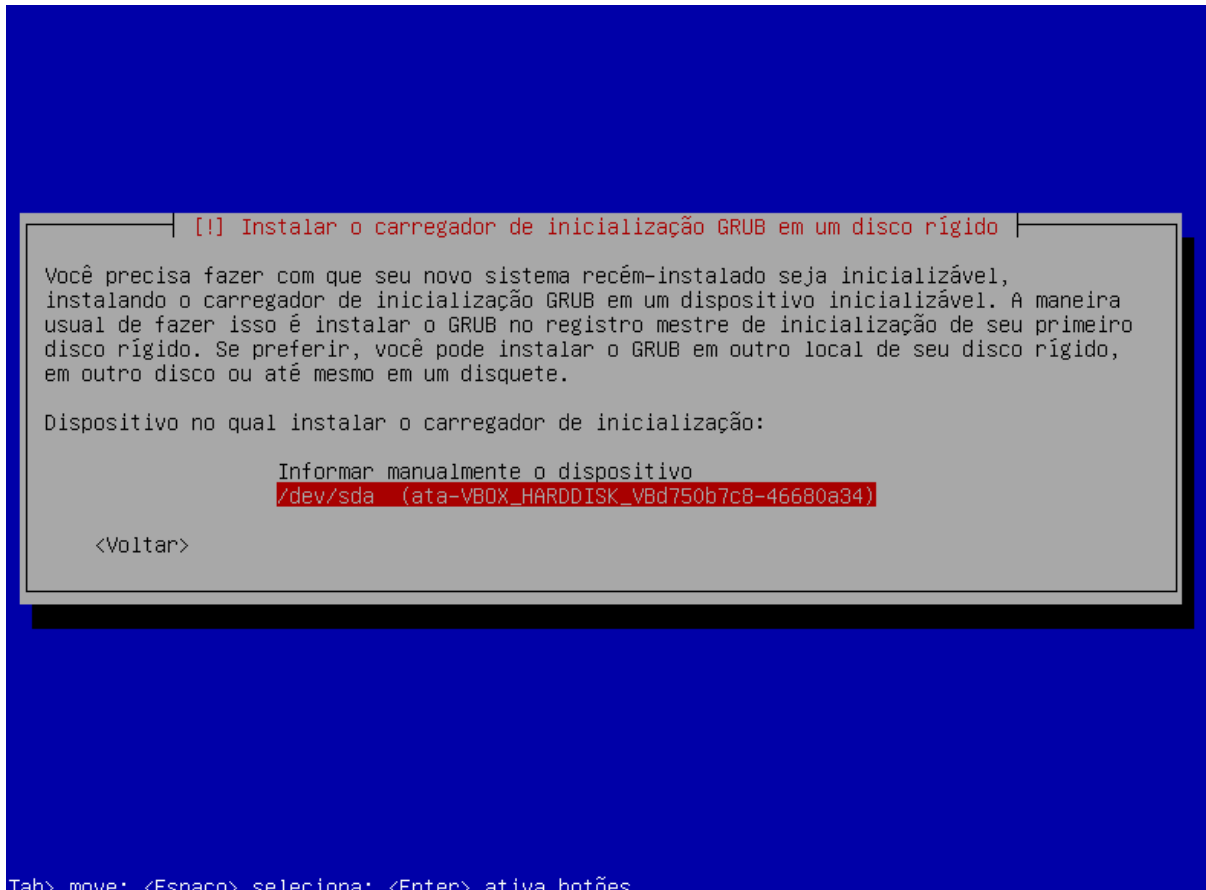 [!] Instalar o carregador de inicialização GRUB em um disco rígido
Você precisa fazer com que seu novo sistema recém-instalado seja inicializável,
instalando o carregador de inicialização GRUB em um dispositivo inicializável. A maneira
usual de fazer isso é instalar o GRUB no registro mestre de inicialização de seu primeiro
disco rígido. Se preferir, você pode instalar o GRUB em outro local de seu disco rígido,
em outro disco ou até mesmo em um disquete.
Dispositivo no qual instalar o carregador de inicialização:
Informar manualmente o dispositivo
/dev/sda (ata-VBOX_HARDDISK_VBd750b7c8-46680a34)
<Voltar>
Tab> move; <Espaço> seleciona; <Enter> ativa botões